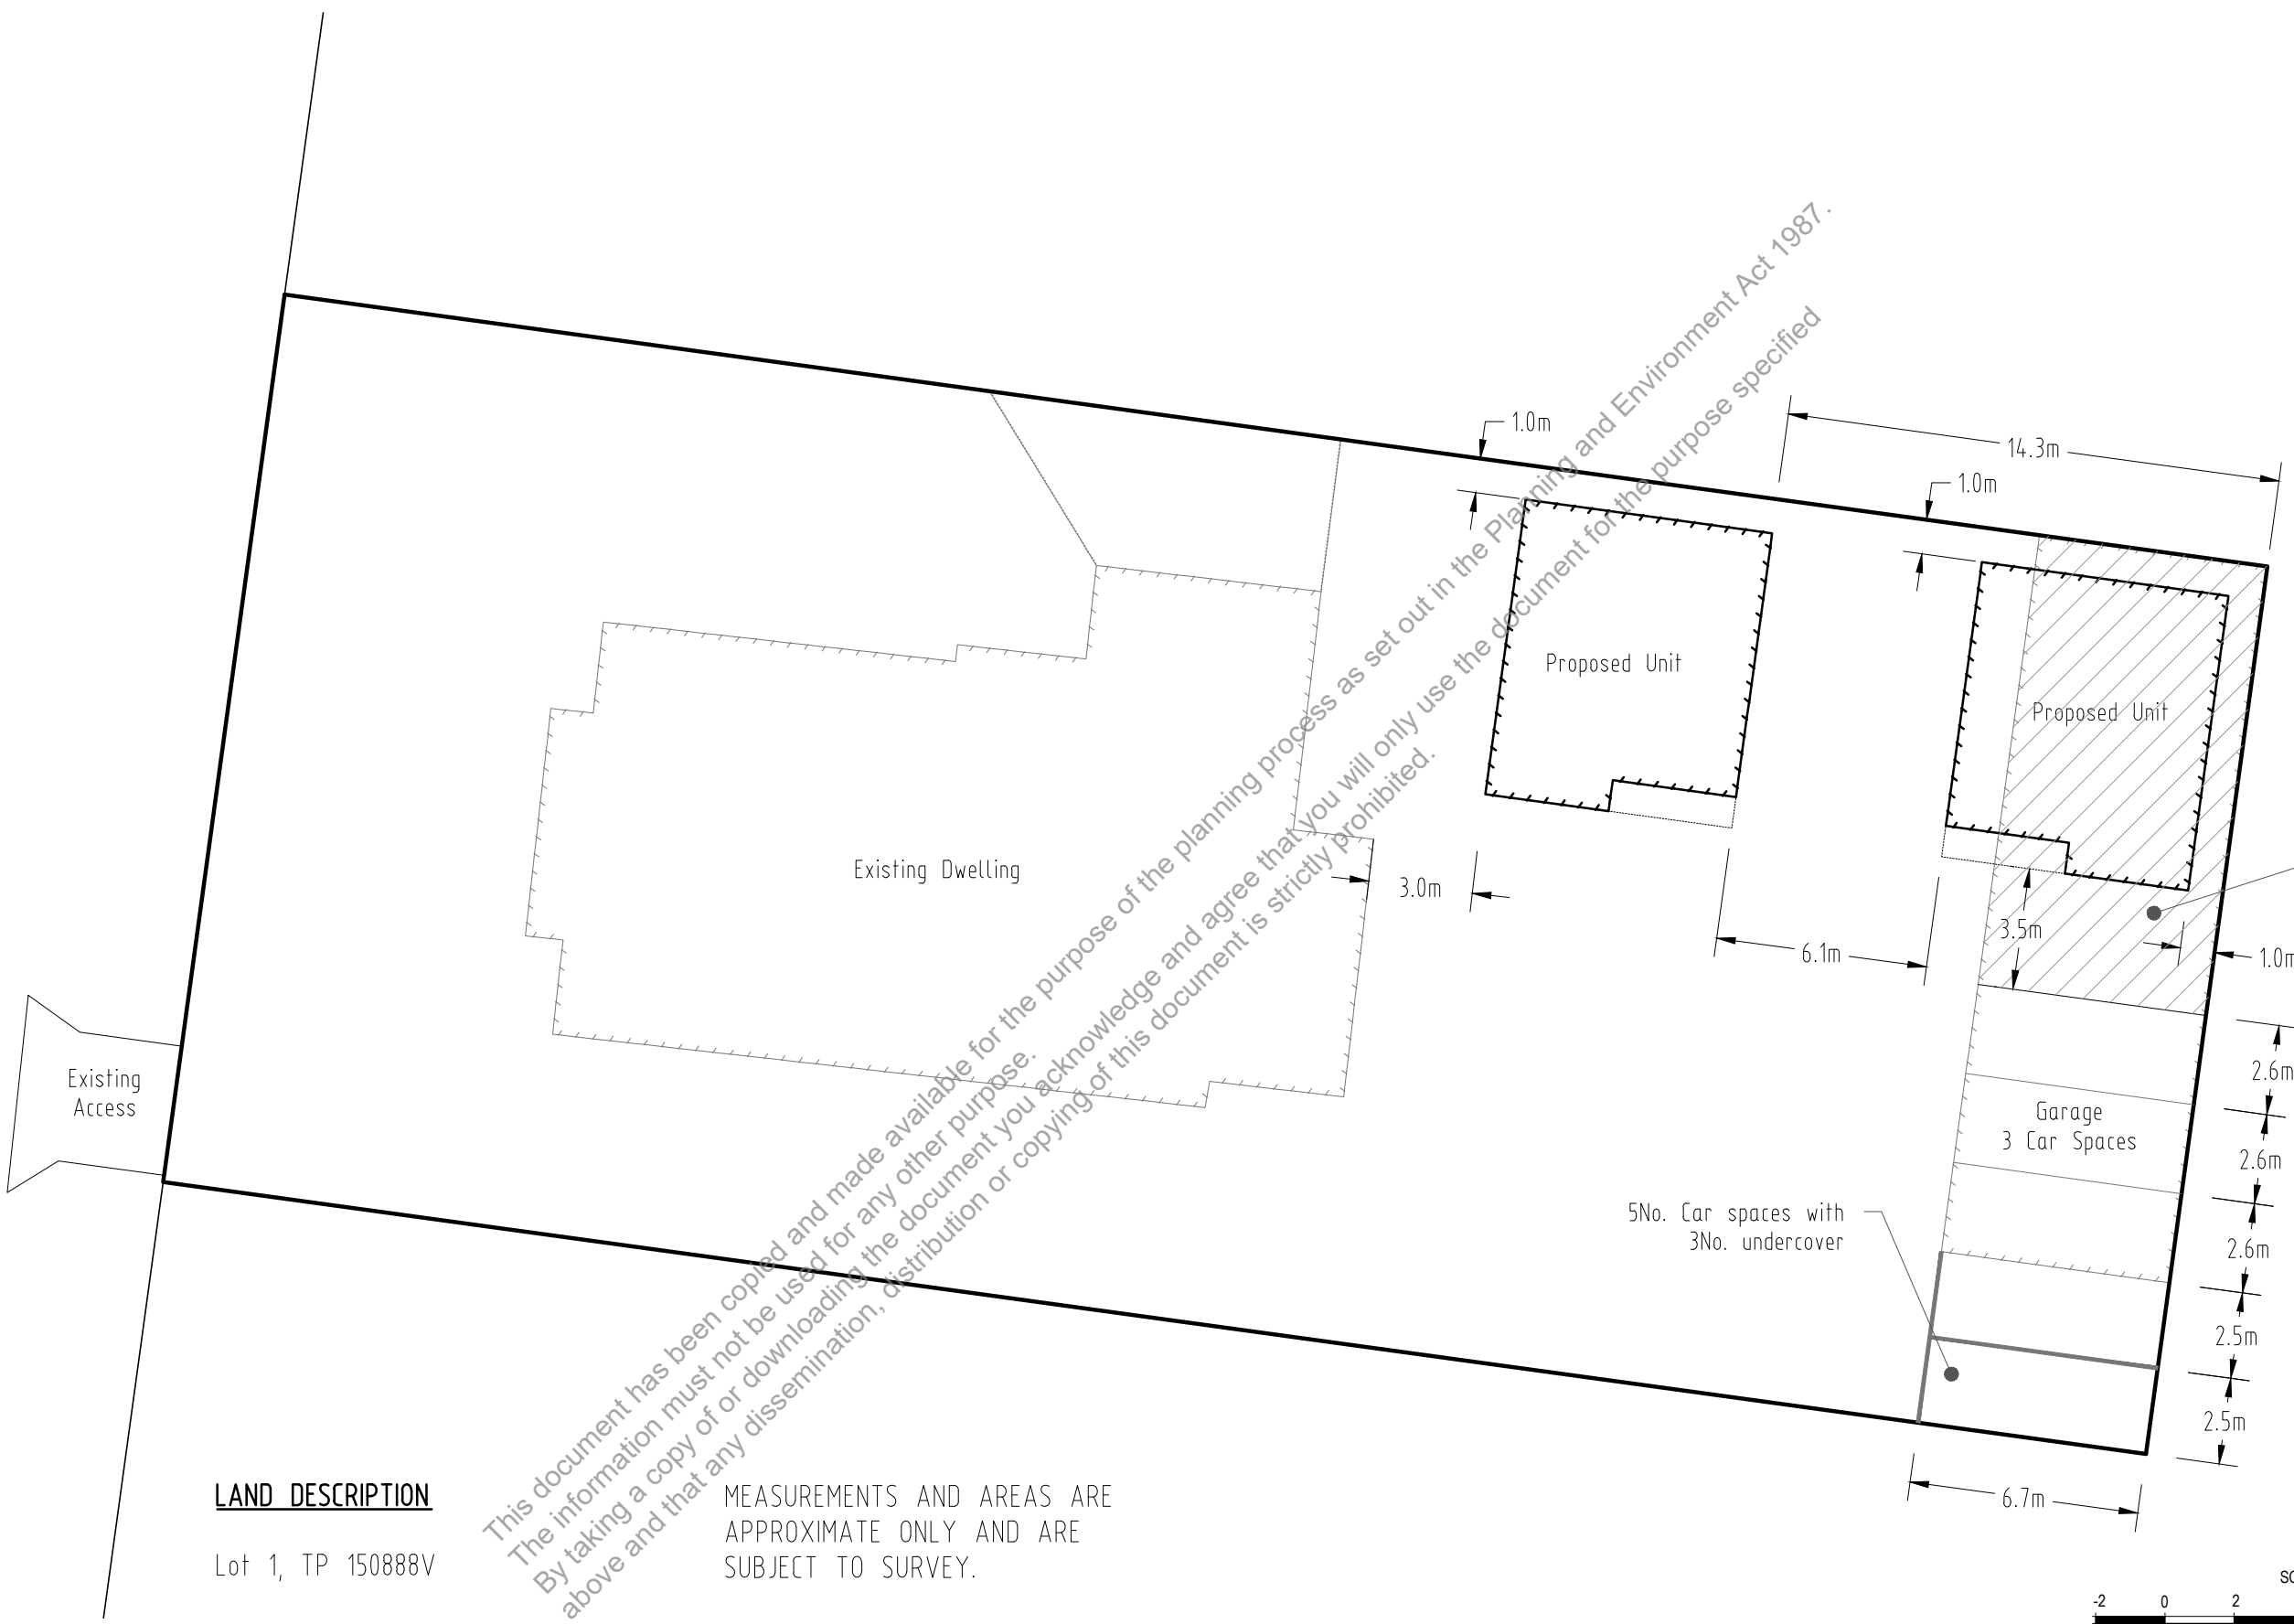 1.0m
14.3m
1.0m
Proposed Unit
Proposed Unit
Existing Dwelling
3.0m
3.5m
6.1m
1.0m
Existing
Access
2.6m
Garage
3 Car Spaces
2.6m
5No. Car spaces with
3No. undercover
2.6m
2.5m
2.5m
6.7m
LAND DESCRIPTION
Lot 1, TP 150888V
MEASUREMENTS AND AREAS ARE
APPROXIMATE ONLY AND ARE
SUBJECT TO SURVEY.
This document has been copied and made available for the purpose of the planning process as set out in the Planning and Environment Act 1987.
The information must not be used for any other purpose.
By taking a copy of or downloading the document you acknowledge and agree that you will only use the document for the purpose specified
above and that any dissemination, distribution or copying of this document is strictly prohibited.
-2 0 2